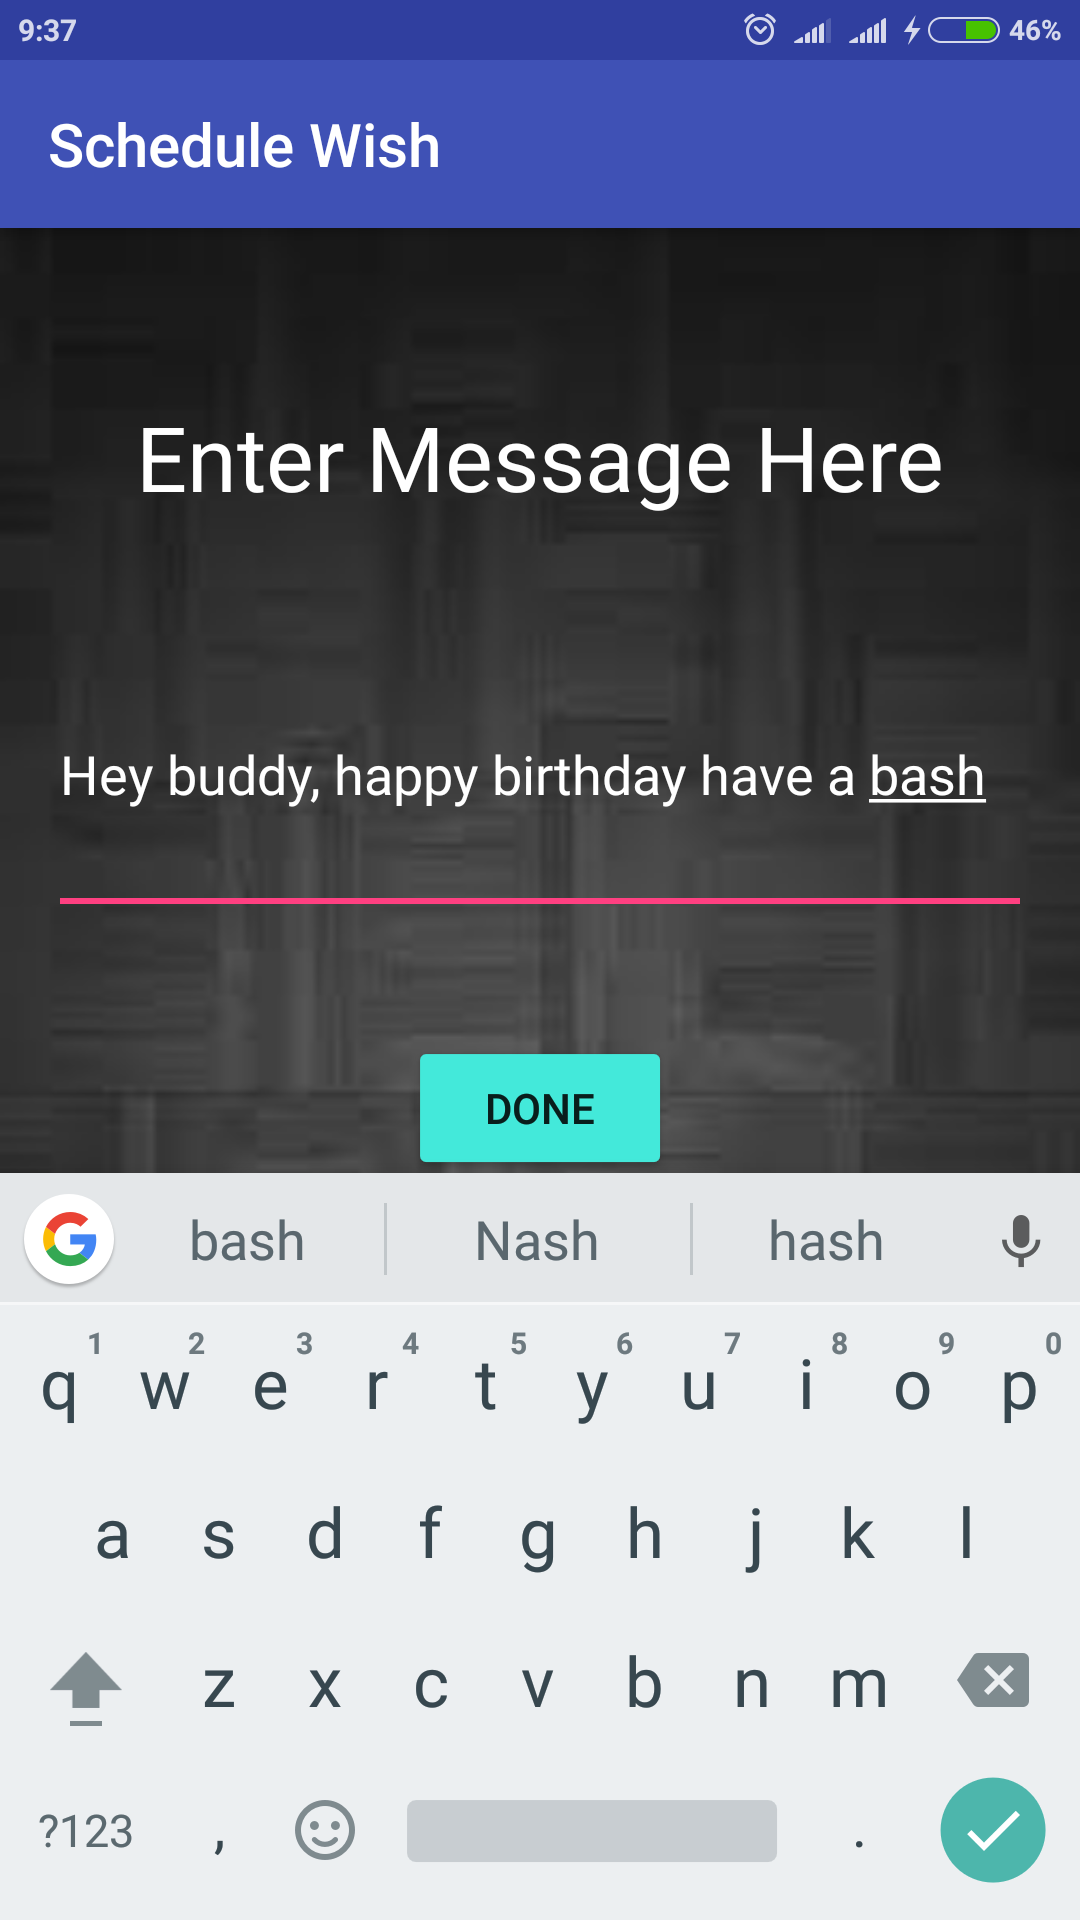 9:37 46%
Schedule Wish
Enter Message Here
Hey buddy, happy birthday have a bash
DONE
G bash Nash hash
1 2 3 4 5 6 7 8 9 0
q w e r t y u i o p
a s d f g h j k l
z x c v b n m
?123 , .